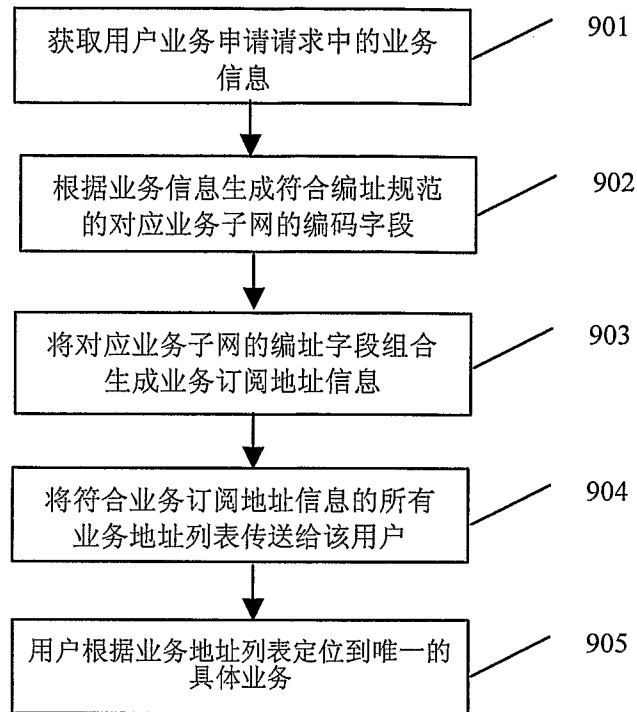 获取用户业务申请请求中的业务
信息
901
根据业务信息生成符合编址规范
的对应业务子网的编码字段
902
将对应业务子网的编址字段组合
生成业务订阅地址信息
903
将符合业务订阅地址信息的所有
业务地址列表传送给该用户
904
用户根据业务地址列表定位到唯一的
具体业务
905